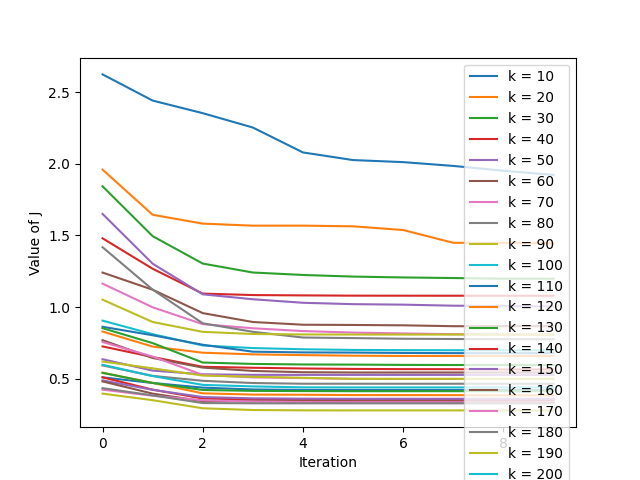 Value of J
2.5
2.0
1.5
1.0
0.5
0
2
4
6
8
Iteration
k = 10
k = 20
k = 30
k = 40
k = 50
k = 60
k = 70
k = 80
k = 90
k = 100
k = 110
k = 120
k = 130
k = 140
k = 150
k = 160
k = 170
k = 180
k = 190
k = 200